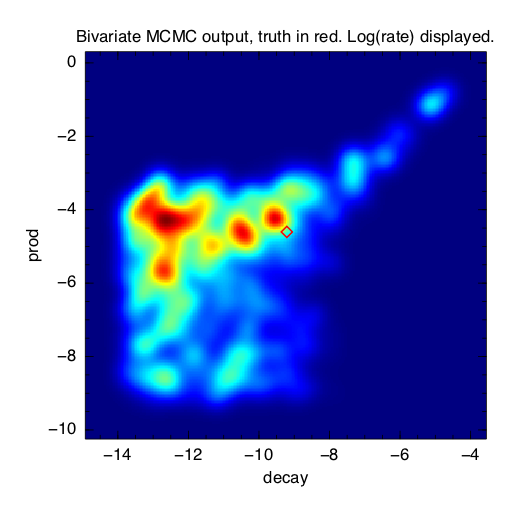 Bivariate MCMC output, truth in red. Log(rate) displayed.
0
−2
−4
−6
−8
−10
prod
−14 −12 −10 −8 −6 −4
decay